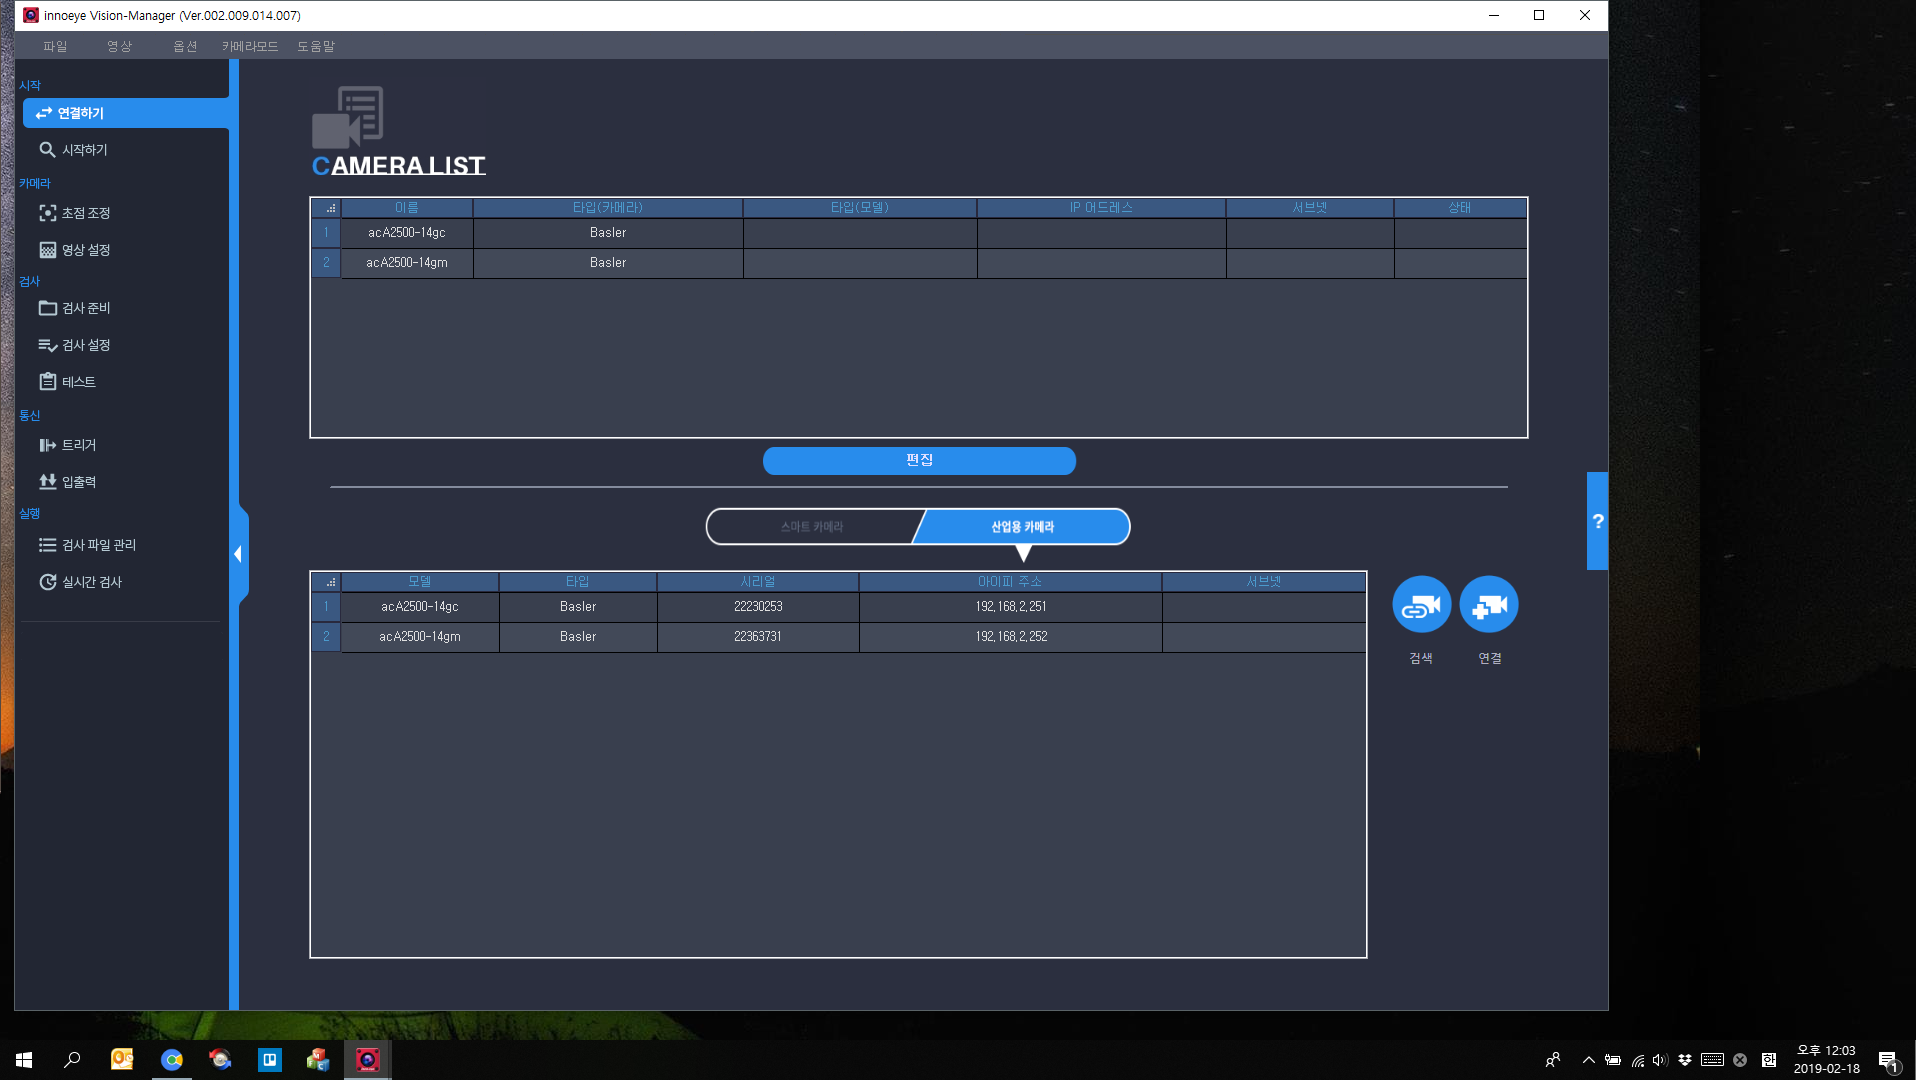 innoeye Vision-Manager (Ver.002.009.014.007)
파일 영상 옵션 카메라모드 도움말
시작
연결하기
시작하기
카메라
초점 조정
영상 설정
검사
검사 준비
검사 설정
테스트
통신
트리거
입출력
실행
검사 파일 관리
실시간 검사
CAMERA LIST
이름 타입(카메라) 타입(모델) IP 어드레스 서브넷 상태
1 acA2500-14gc Basler
2 acA2500-14gm Basler
편집
스마트 카메라 산업용 카메라
?
모델 타입 시리얼 아이피 주소 서브넷
1 acA2500-14gc Basler 22230253 192.168.2.251
2 acA2500-14gm Basler 22363731 192.168.2.252
검색 연결
한
오후 12:03
2019-02-18
1